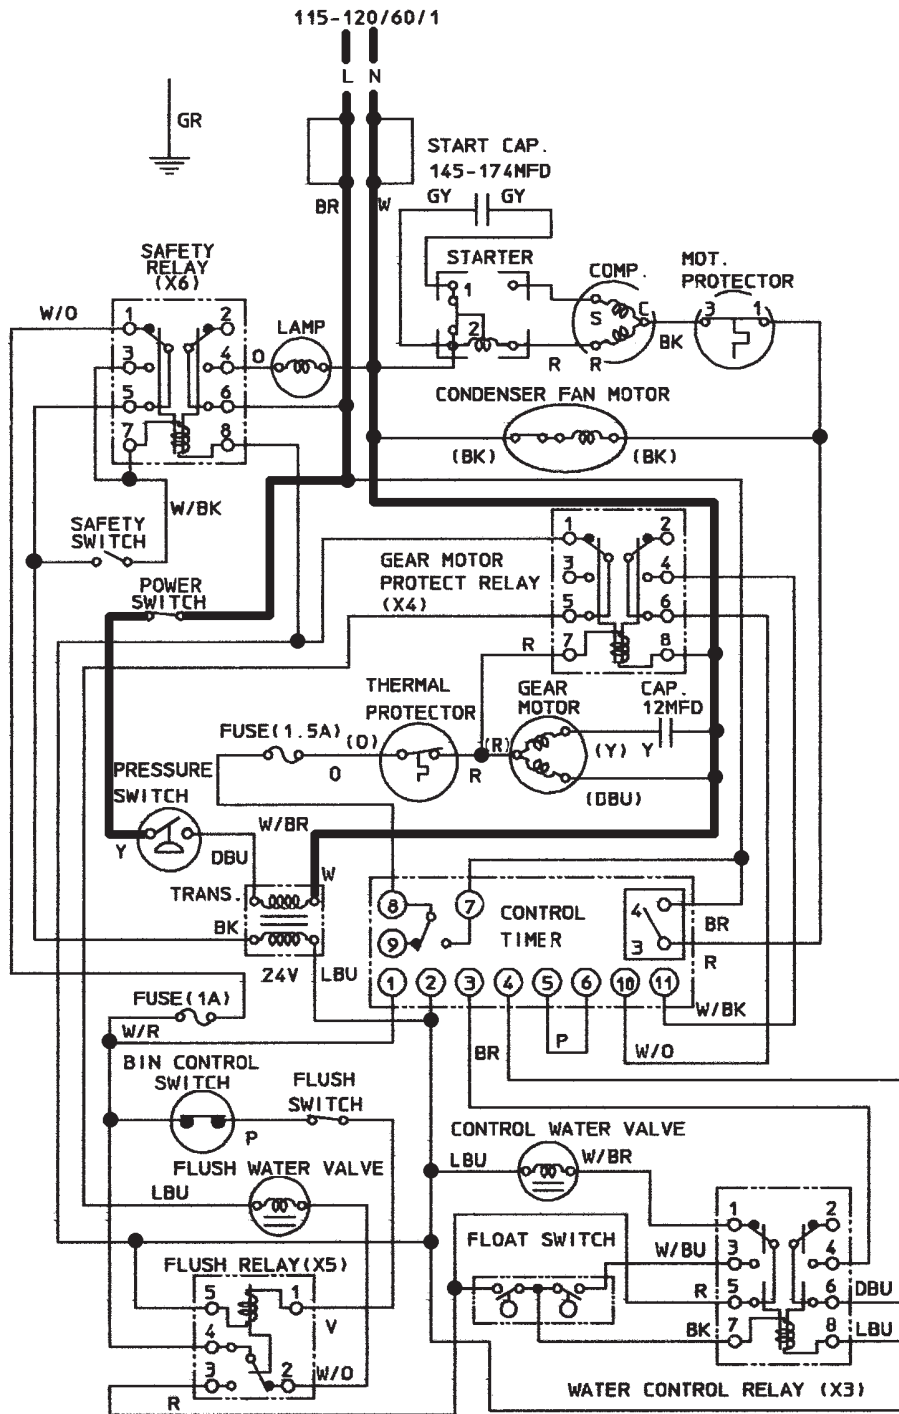 115-120/60/1
L N
GR
START CAP.
145-174MFD
BR W GY GY
SAFETY
RELAY
(X6)
STARTER
COMP.
MOT.
PROTECTOR
W/O
1 2
LAMP
1
S C
3 1
3 4
O
2
R R
BK
5 6
CONDENSER FAN MOTOR
7 8
(BK) (BK)
W/BK
SAFETY
SWITCH
1 2
GEAR MOTOR
PROTECT RELAY
(X4)
3 4
POWER
SWITCH
5 6
R
7 8
THERMAL
PROTECTOR
GEAR
MOTOR
CAP.
12MFD
FUSE(1.5A)
(O)
O
R
(R)
(Y) Y
(DBU)
PRESSURE
SWITCH
Y
DBU
W/BR
W
TRANS.
BK
24V
LBU
8 7
CONTROL
TIMER
9
4
3
BR
R
1 2 3 4 5 6 10 11
FUSE(1A)
W/R
BR
P
W/O
W/BK
BIN CONTROL
SWITCH
FLUSH
SWITCH
P
CONTROL WATER VALVE
LBU
W/BR
FLUSH WATER VALVE
LBU
1 2
FLOAT SWITCH
W/BU
3 4
FLUSH RELAY(X5)
R
5 6
DBU
5 1
V
BK
7 8
LBU
4
3 2
W/O
R
WATER CONTROL RELAY (X3)